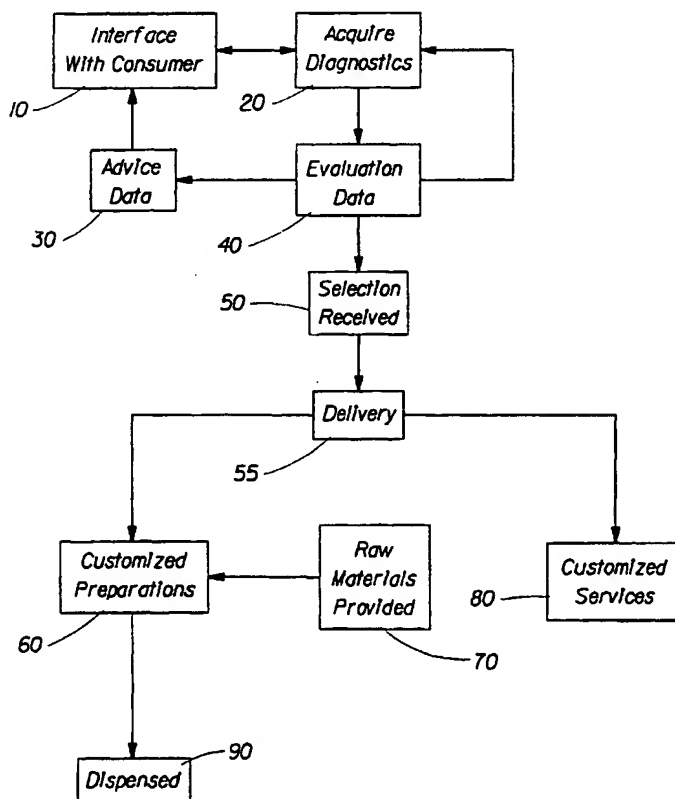 Interface
With Consumer
10
Acquire
Diagnostics
20
Advice
Data
30
Evaluation
Data
40
Selection
Received
50
Delivery
55
Customized
Preparations
60
Raw
Materials
Provided
70
Customized
Services
80
Dispensed
90